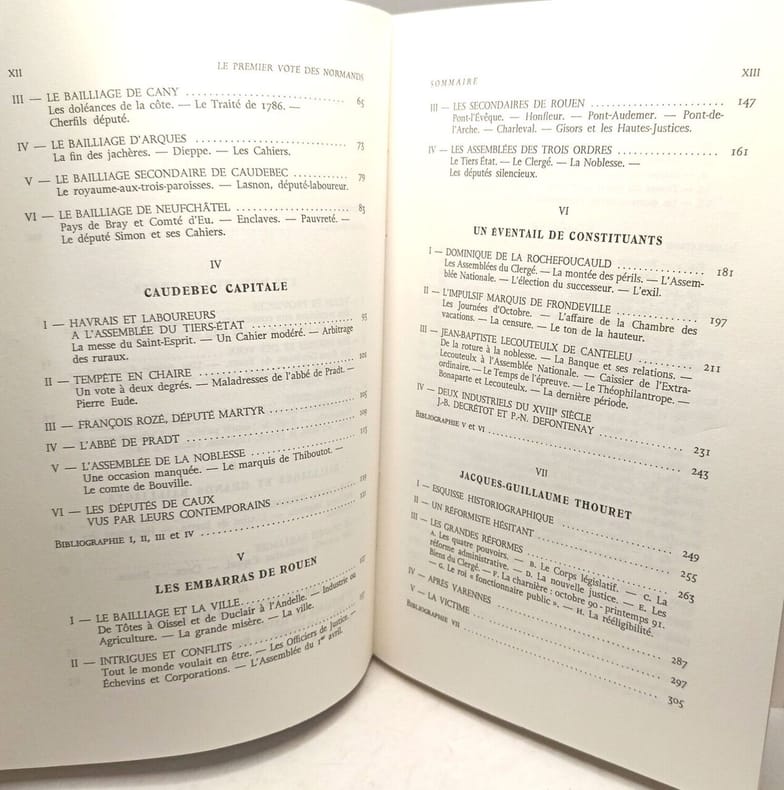 XII
LE PREMIER VOTE DES NORMANDS
III — LE BAILLIAGE DE CANY 65
Les doléances de la côte. — Le Traité de 1786. —
Cherfils député.
IV — LE BAILLIAGE D'ARQUES 73
La fin des jachères. — Dieppe. — Les Cahiers.
V — LE BAILLIAGE SECONDAIRE DE CAUDEBEC 79
Le royaume-aux-trois-paroisses. — Lasnon, député-laboureur.
VI — LE BAILLIAGE DE NEUFCHÂTEL 83
Pays de Bray et Comté d'Eu. — Enclaves. — Pauvreté. —
Le député Simon et ses Cahiers.
IV
CAUDEBEC CAPITALE
I — HAVRAIS ET LABOUREURS
A L'ASSEMBLÉE DU TIERS-ÉTAT 93
La messe du Saint-Esprit. — Un Cahier modéré. — Arbitrage
des ruraux.
II — TEMPÊTE EN CHAIRE 101
Un vote à deux degrés. — Maladresses de l'abbé de Pradt. —
Pierre Eude.
III — FRANÇOIS ROZÉ, DÉPUTÉ MARTYR 105
IV — L'ABBÉ DE PRADT 109
V — L'ASSEMBLÉE DE LA NOBLESSE 113
Une occasion manquée. — Le marquis de Thiboutot. —
Le comte de Bouville.
VI — LES DÉPUTÉS DE CAUX
VUS PAR LEURS CONTEMPORAINS 119
BIBLIOGRAPHIE I, II, III et IV 121
V
LES EMBARRAS DE ROUEN
I — LE BAILLIAGE ET LA VILLE 127
De Tôtes à Oissel et de Duclair à l'Andelle. — Industrie ou
Agriculture. — La grande misère. — La ville.
II — INTRIGUES ET CONFLITS 137
Tout le monde voulait en être. — Les Officiers de Justice. —
Échevins et Corporations. — L'Assemblée du 1er avril.
SOMMAIRE
XIII
III — LES SECONDAIRES DE ROUEN 147
Pont-l'Évêque. — Honfleur. — Pont-Audemer. — Pont-de-
l'Arche. — Charleval. — Gisors et les Hautes-Justices.
IV — LES ASSEMBLÉES DES TROIS ORDRES 161
Le Tiers État. — Le Clergé. — La Noblesse. —
Les députés silencieux.
VI
UN ÉVENTAIL DE CONSTITUANTS
I — DOMINIQUE DE LA ROCHEFOUCAULD 181
Les Assemblées du Clergé. — La montée des périls. — L'Assem-
blée Nationale. — L'élection du successeur. — L'exil.
II — L'IMPULSIF MARQUIS DE FRONDEVILLE 197
Les Journées d'Octobre. — L'affaire de la Chambre des
vacations. — La censure. — Le ton de la hauteur.
III — JEAN-BAPTISTE LECOUTEULX DE CANTELEU 211
De la roture à la noblesse. — La Banque et ses relations. —
Lecouteulx à l'Assemblée Nationale. — Caissier de l'Extra-
ordinaire. — Le Temps de l'épreuve. — Le Théophilantrope. —
Bonaparte et Lecouteulx. — La dernière période.
IV — DEUX INDUSTRIELS DU XVIIIe SIÈCLE
J.-B. DECRÉTOT ET P.-N. DEFONTENAY 231
BIBLIOGRAPHIE V et VI 243
VII
JACQUES-GUILLAUME THOURET
I — ESQUISSE HISTORIOGRAPHIQUE 249
II — UN RÉFORMISTE HÉSITANT 255
III — LES GRANDES RÉFORMES 263
A. Les quatre pouvoirs. — B. Le Corps législatif. — C. La
réforme administrative. — D. La nouvelle justice. — E. Les
Biens du Clergé. — F. La charnière : octobre 90 - printemps 91.
— G. Le roi « fonctionnaire public ». — H. La rééligibilité.
IV — APRÈS VARENNES 287
V — LA VICTIME 297
BIBLIOGRAPHIE VII 305